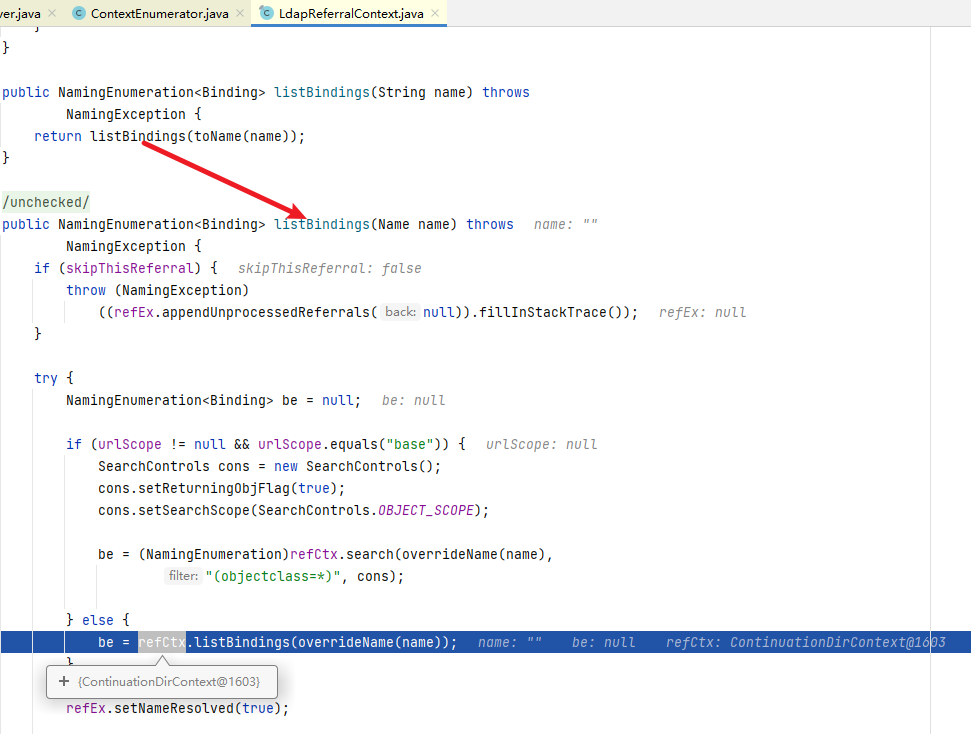 ver.java × ContextEnumerator.java × LdapReferralContext.java ×
}
}
public NamingEnumeration<Binding> listBindings(String name) throws
NamingException {
return listBindings(toName(name));
}
/unchecked/
public NamingEnumeration<Binding> listBindings(Name name) throws name: ""
NamingException {
if (skipThisReferral) { skipThisReferral: false
throw (NamingException)
((refEx.appendUnprocessedReferrals( back: null)).fillInStackTrace()); refEx: null
}
try {
NamingEnumeration<Binding> be = null; be: null
if (urlScope != null && urlScope.equals("base")) { urlScope: null
SearchControls cons = new SearchControls();
cons.setReturningObjFlag(true);
cons.setSearchScope(SearchControls.OBJECT_SCOPE);
be = (NamingEnumeration)refCtx.search(overrideName(name),
filter: "(objectclass=*)", cons);
} else {
be = refCtx.listBindings(overrideName(name)); name: "" be: null refCtx: ContinuationDirContext@1603
}
+ {ContinuationDirContext@1603}
refEx.setNameResolved(true);